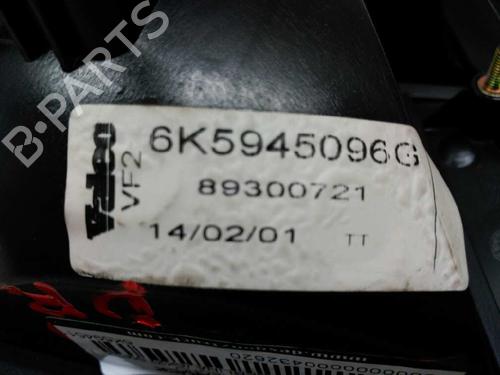 Valeo
VF2
6K5945096G
89300721
14/02/01 TT
B-PARTS